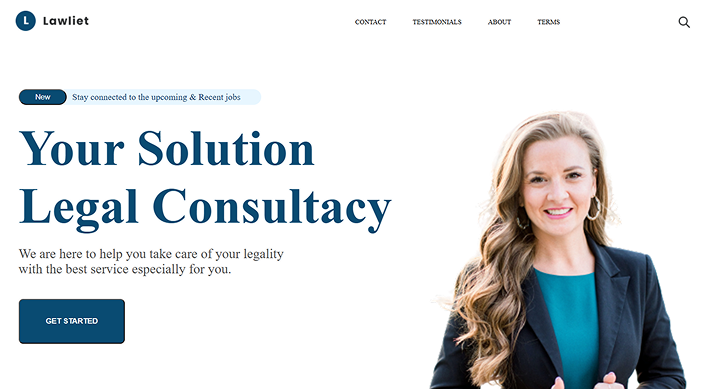 L Lawliet
CONTACT TESTIMONIALS ABOUT TERMS
New Stay connected to the upcoming & Recent jobs
Your Solution
Legal Consultacy
We are here to help you take care of your legality
with the best service especially for you.
GET STARTED